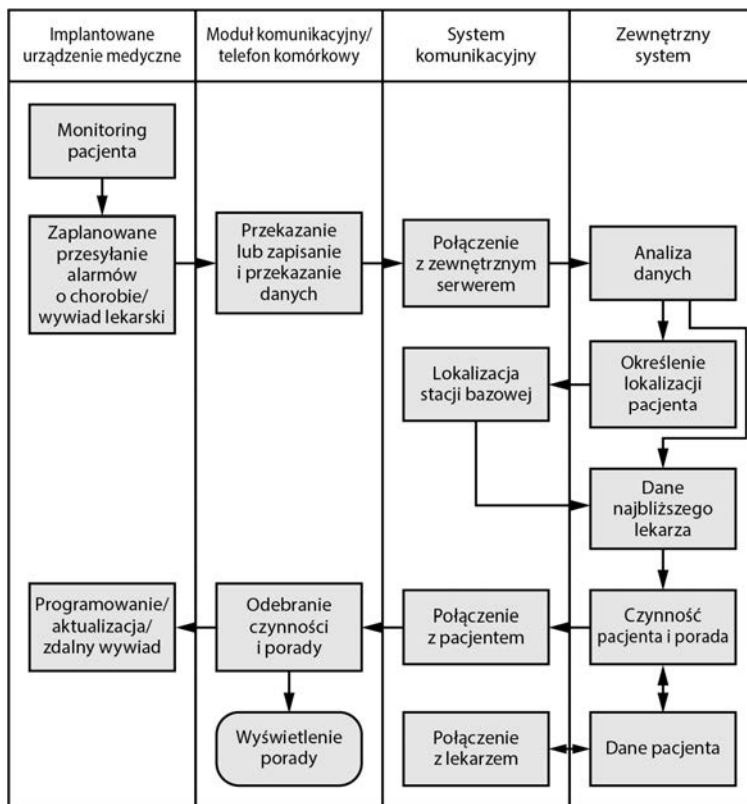 Implantowane
urządzenie medyczne
Moduł komunikacyjny/
telefon komórkowy
System
komunikacyjny
Zewnętrzny
system
Monitoring
pacjenta
Zaplanowane
przesyłanie
alarmów
o chorobie/
wywiad lekarski
Przekazanie
lub zapisanie
i przekazanie
danych
Połączenie
z zewnętrznym
serwerem
Analiza
danych
Lokalizacja
stacji bazowej
Określenie
lokalizacji
pacjenta
Dane
najbliższego
lekarza
Programowanie/
aktualizacja/
zdalny wywiad
Odebranie
czynności
i porady
Połączenie
z pacjentem
Czynność
pacjenta i porada
Wyświetlenie
porady
Połączenie
z lekarzem
Dane pacjenta